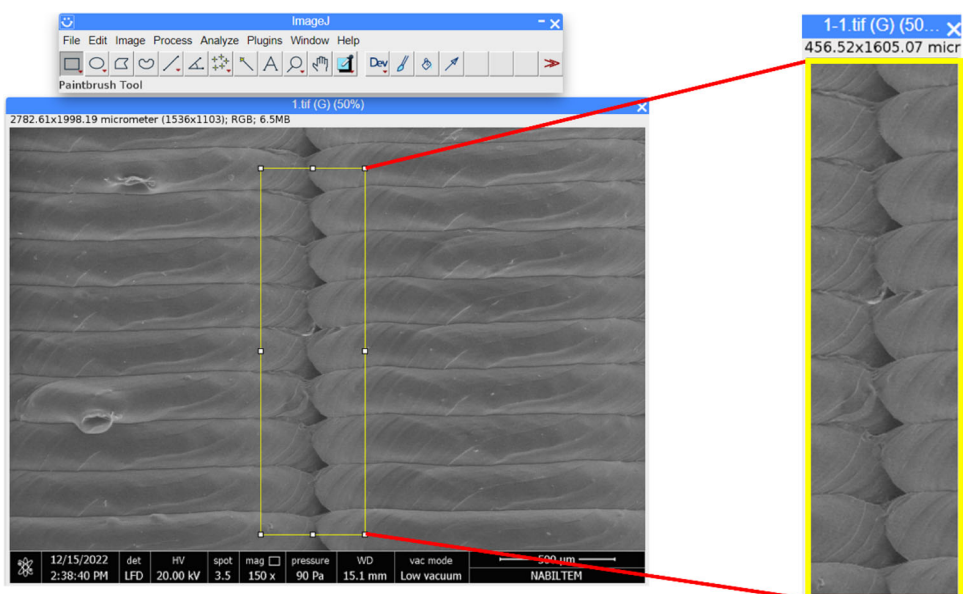 ImageJ
File Edit Image Process Analyze Plugins Window Help
A Dev
Paintbrush Tool
1.tif (G) (50%)
2782.61x1998.19 micrometer (1536x1103); RGB; 6.5MB
12/15/2022 det HV spot mag pressure WD vac mode 500 µm
2:38:40 PM LFD 20.00 kV 3.5 150 x 90 Pa 15.1 mm Low vacuum NABILTEM
1-1.tif (G) (50...
456.52x1605.07 micr